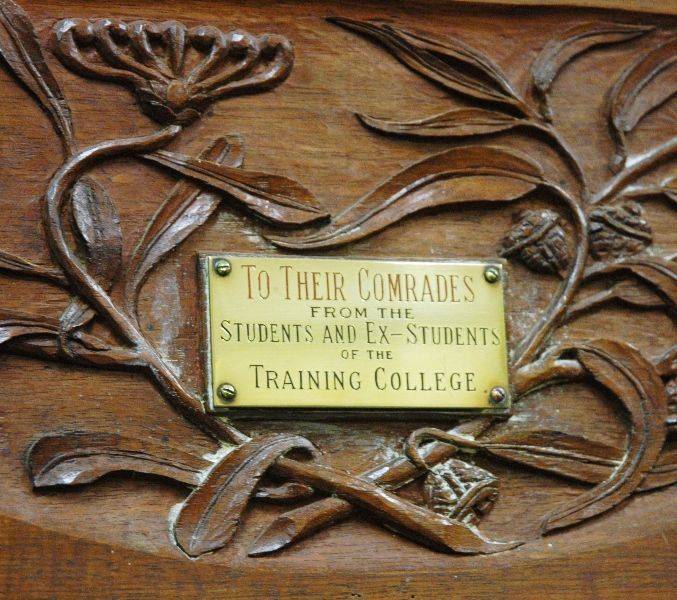 To Their Comrades
from the
Students and Ex-Students
of the
Training College